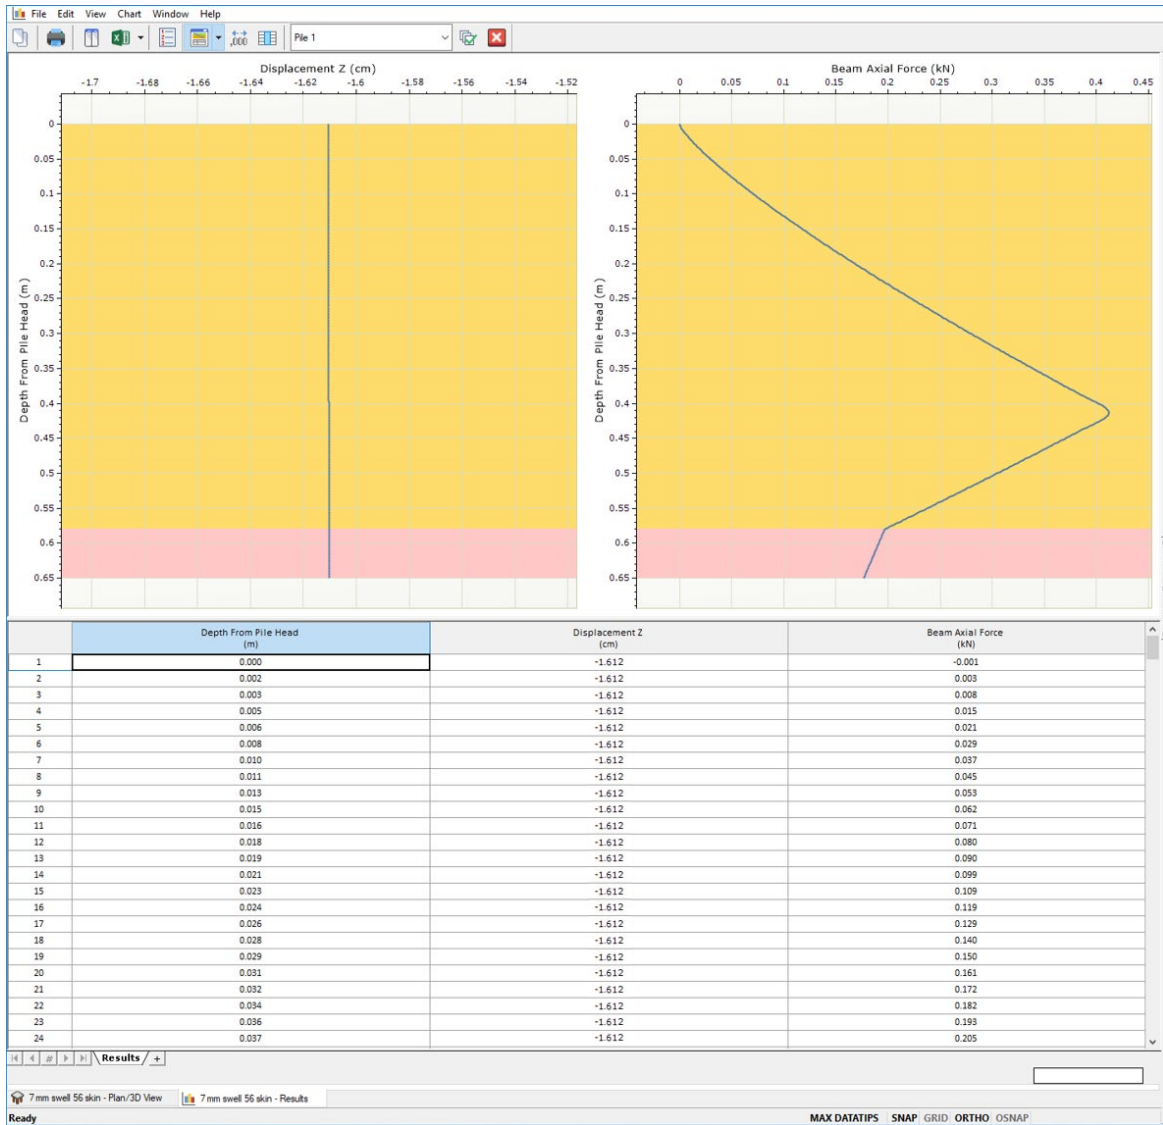 File Edit View Chart Window Help
,000 Pile 1
Displacement Z (cm)
-1.7 -1.68 -1.66 -1.64 -1.62 -1.6 -1.58 -1.56 -1.54 -1.52
Depth From Pile Head (m)
0
0.05
0.1
0.15
0.2
0.25
0.3
0.35
0.4
0.45
0.5
0.55
0.6
0.65
Beam Axial Force (kN)
0 0.05 0.1 0.15 0.2 0.25 0.3 0.35 0.4 0.45
Depth From Pile Head (m)
0
0.05
0.1
0.15
0.2
0.25
0.3
0.35
0.4
0.45
0.5
0.55
0.6
0.65
Depth From Pile Head Displacement Z Beam Axial Force
(m) (cm) (kN)
1 0.000 -1.612 -0.001
2 0.002 -1.612 0.003
3 0.003 -1.612 0.008
4 0.005 -1.612 0.015
5 0.006 -1.612 0.021
6 0.008 -1.612 0.029
7 0.010 -1.612 0.037
8 0.011 -1.612 0.045
9 0.013 -1.612 0.053
10 0.015 -1.612 0.062
11 0.016 -1.612 0.071
12 0.018 -1.612 0.080
13 0.019 -1.612 0.090
14 0.021 -1.612 0.099
15 0.023 -1.612 0.109
16 0.024 -1.612 0.119
17 0.026 -1.612 0.129
18 0.028 -1.612 0.140
19 0.029 -1.612 0.150
20 0.031 -1.612 0.161
21 0.032 -1.612 0.172
22 0.034 -1.612 0.182
23 0.036 -1.612 0.193
24 0.037 -1.612 0.205
# Results +
7 mm swell 56 skin - Plan/3D View 7 mm swell 56 skin - Results
Ready MAX DATATIPS SNAP GRID ORTHO OSNAP